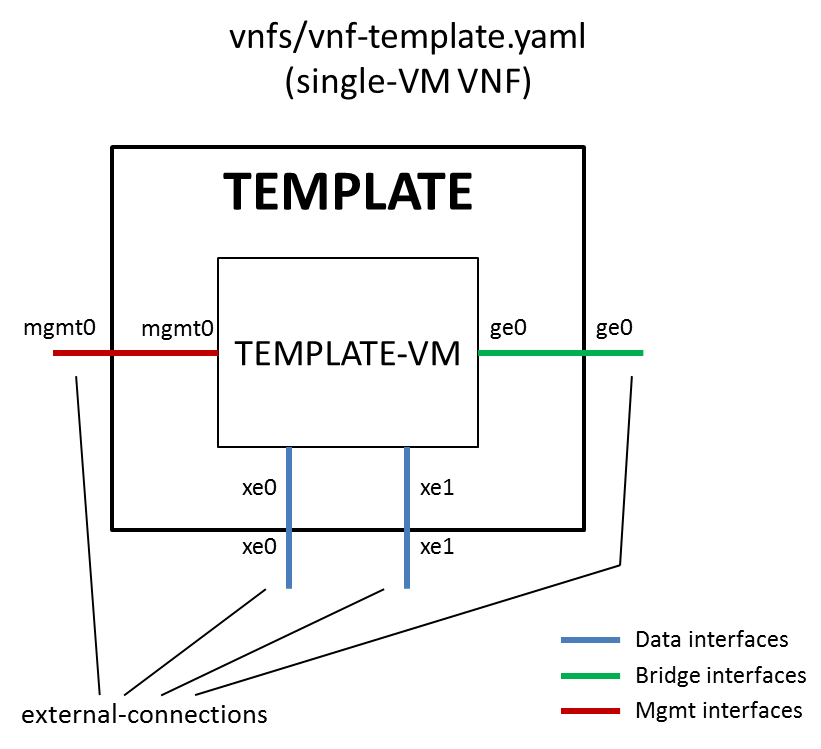 vnfs/vnf-template.yaml
(single-VM VNF)
TEMPLATE
mgmt0
mgmt0
ge0
ge0
TEMPLATE-VM
xe0
xe1
xe0
xe1
Data interfaces
Bridge interfaces
Mgmt interfaces
external-connections